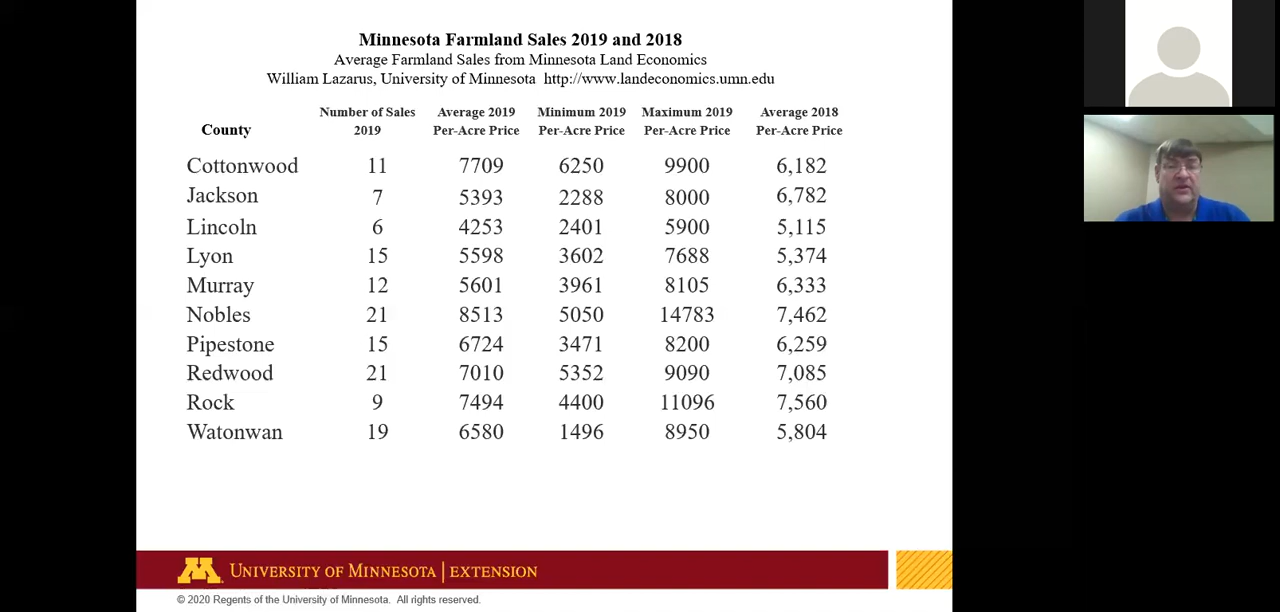 Minnesota Farmland Sales 2019 and 2018
Average Farmland Sales from Minnesota Land Economics
William Lazarus, University of Minnesota http://www.landeconomics.umn.edu
County Number of Sales 2019 Average 2019 Per-Acre Price Minimum 2019 Per-Acre Price Maximum 2019 Per-Acre Price Average 2018 Per-Acre Price
Cottonwood 11 7709 6250 9900 6,182
Jackson 7 5393 2288 8000 6,782
Lincoln 6 4253 2401 5900 5,115
Lyon 15 5598 3602 7688 5,374
Murray 12 5601 3961 8105 6,333
Nobles 21 8513 5050 14783 7,462
Pipestone 15 6724 3471 8200 6,259
Redwood 21 7010 5352 9090 7,085
Rock 9 7494 4400 11096 7,560
Watonwan 19 6580 1496 8950 5,804
M UNIVERSITY OF MINNESOTA | EXTENSION
© 2020 Regents of the University of Minnesota. All rights reserved.